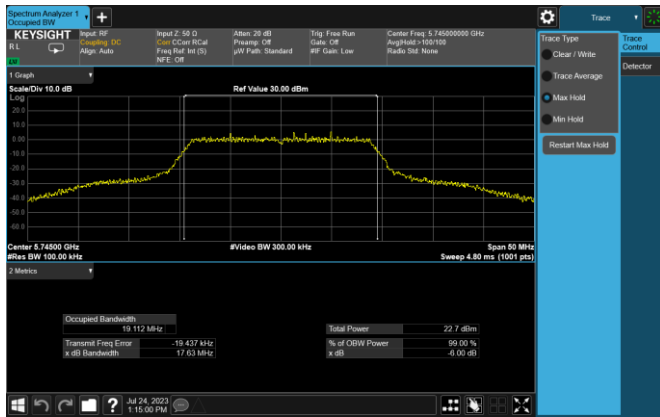 Spectrum Analyzer 1
Occupied BW
+
Trace
KEYSIGHT
Input: RF
Input Z: 50 Ω
Atten: 20 dB
Trig: Free Run
Center Freq: 5.745000000 GHz
R L
Coupling: DC
Corr CCorr RCal
Preamp: Off
Gate: Off
Avg|Hold:>100/100
Align: Auto
Freq Ref: Int (S)
µW Path: Standard
#IF Gain: Low
Radio Std: None
NFE: Off
Trace Type
Clear / Write
Trace Average
Max Hold
Min Hold
Restart Max Hold
Trace
Control
Detector
1 Graph
Scale/Div 10.0 dB
Ref Value 30.00 dBm
Log
20.0
10.0
0.00
-10.0
-20.0
-30.0
-40.0
-50.0
-60.0
Center 5.74500 GHz
#Video BW 300.00 kHz
Span 50 MHz
#Res BW 100.00 kHz
Sweep 4.80 ms (1001 pts)
2 Metrics
Occupied Bandwidth
19.112 MHz
Total Power
22.7 dBm
Transmit Freq Error
-19.437 kHz
% of OBW Power
99.00 %
x dB Bandwidth
17.63 MHz
x dB
-6.00 dB
?
Jul 24, 2023
1:15:00 PM